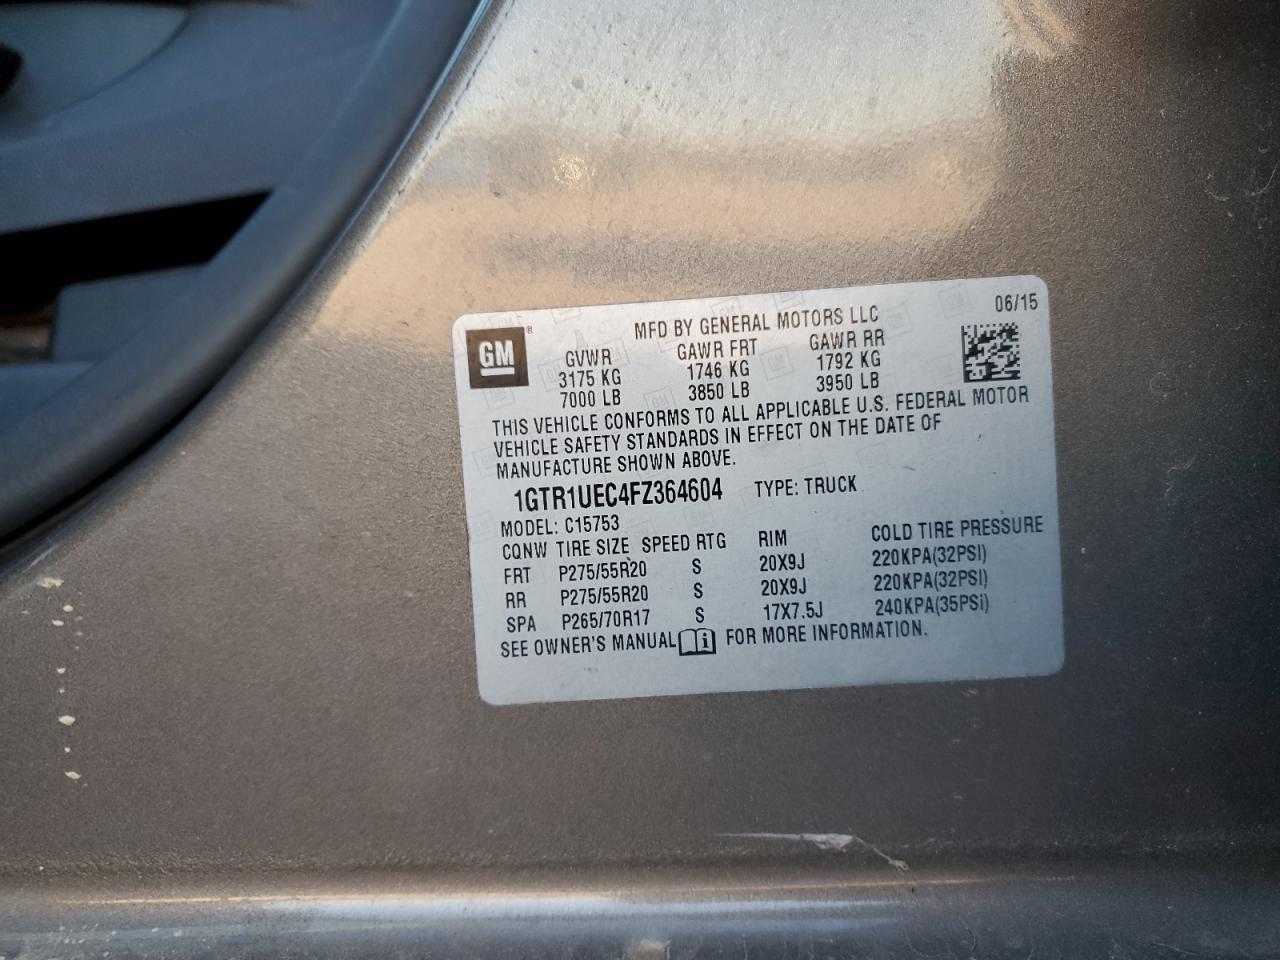 06/15
MFD BY GENERAL MOTORS LLC
GM®
GVWR GAWR FRT GAWR RR
3175 KG 1746 KG 1792 KG
7000 LB 3850 LB 3950 LB
THIS VEHICLE CONFORMS TO ALL APPLICABLE U.S. FEDERAL MOTOR
VEHICLE SAFETY STANDARDS IN EFFECT ON THE DATE OF
MANUFACTURE SHOWN ABOVE.
1GTR1UEC4FZ364604 TYPE: TRUCK
MODEL: C15753
CQNW TIRE SIZE SPEED RTG RIM COLD TIRE PRESSURE
FRT P275/55R20 S 20X9J 220KPA(32PSI)
RR P275/55R20 S 20X9J 220KPA(32PSI)
SPA P265/70R17 S 17X7.5J 240KPA(35PSi)
SEE OWNER'S MANUAL i FOR MORE INFORMATION.